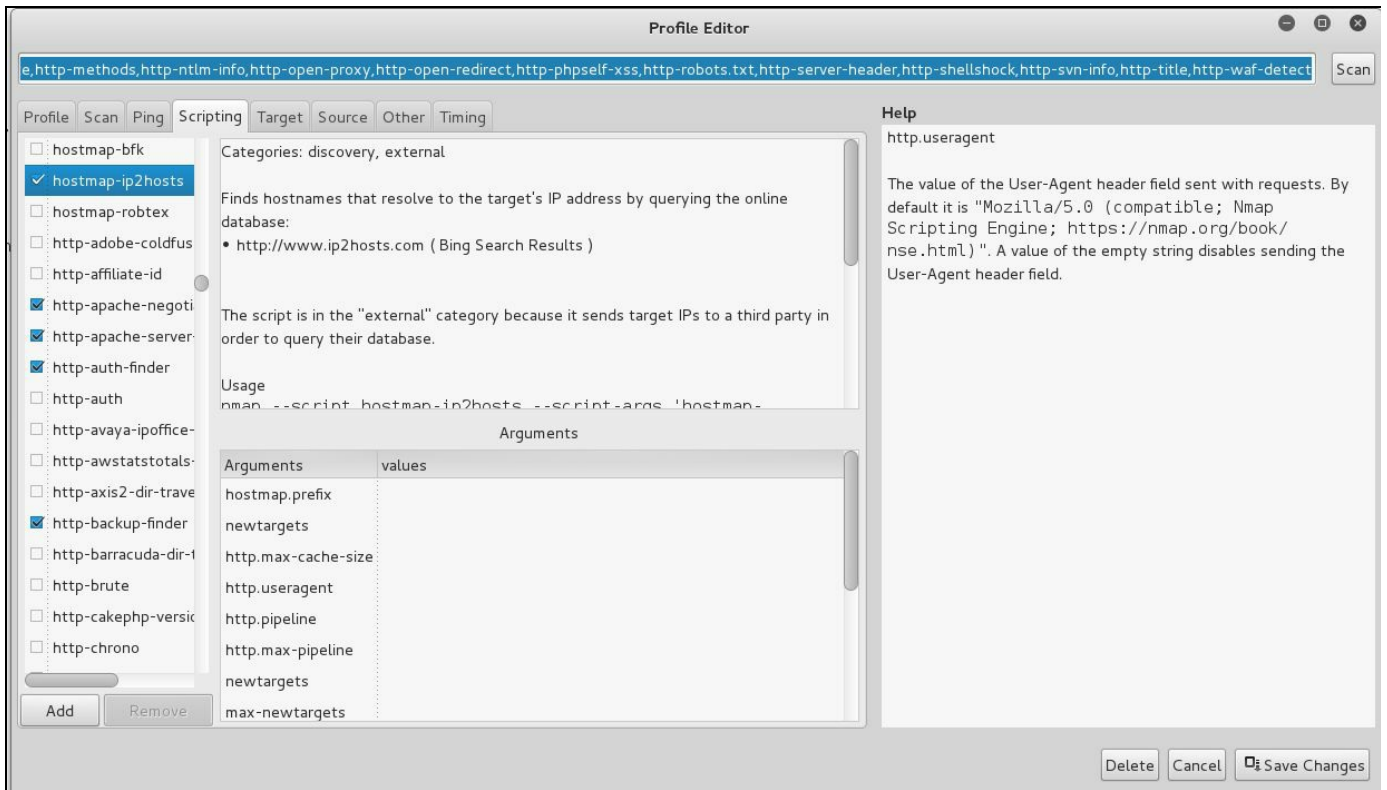 Profile Editor
e,http-methods,http-ntlm-info,http-open-proxy,http-open-redirect,http-phpself-xss,http-robots.txt,http-server-header,http-shellshock,http-svn-info,http-title,http-waf-detect
Scan
Profile Scan Ping Scripting Target Source Other Timing
hostmap-bfk
hostmap-ip2hosts
hostmap-robtex
http-adobe-coldfus
http-affiliate-id
http-apache-negoti
http-apache-server-
http-auth-finder
http-auth
http-avaya-ipoffice-
http-awstatstotals-
http-axis2-dir-trave
http-backup-finder
http-barracuda-dir-t
http-brute
http-cakephp-versic
http-chrono
Add Remove
Categories: discovery, external
Finds hostnames that resolve to the target's IP address by querying the online
database:
• http://www.ip2hosts.com ( Bing Search Results )
The script is in the "external" category because it sends target IPs to a third party in
order to query their database.
Usage
nmap --script hostmap-ip2hosts --script-args 'hostmap-
Arguments
Arguments values
hostmap.prefix
newtargets
http.max-cache-size
http.useragent
http.pipeline
http.max-pipeline
newtargets
max-newtargets
Help
http.useragent
The value of the User-Agent header field sent with requests. By
default it is "Mozilla/5.0 (compatible; Nmap
Scripting Engine; https://nmap.org/book/
nse.html)". A value of the empty string disables sending the
User-Agent header field.
Delete Cancel Save Changes